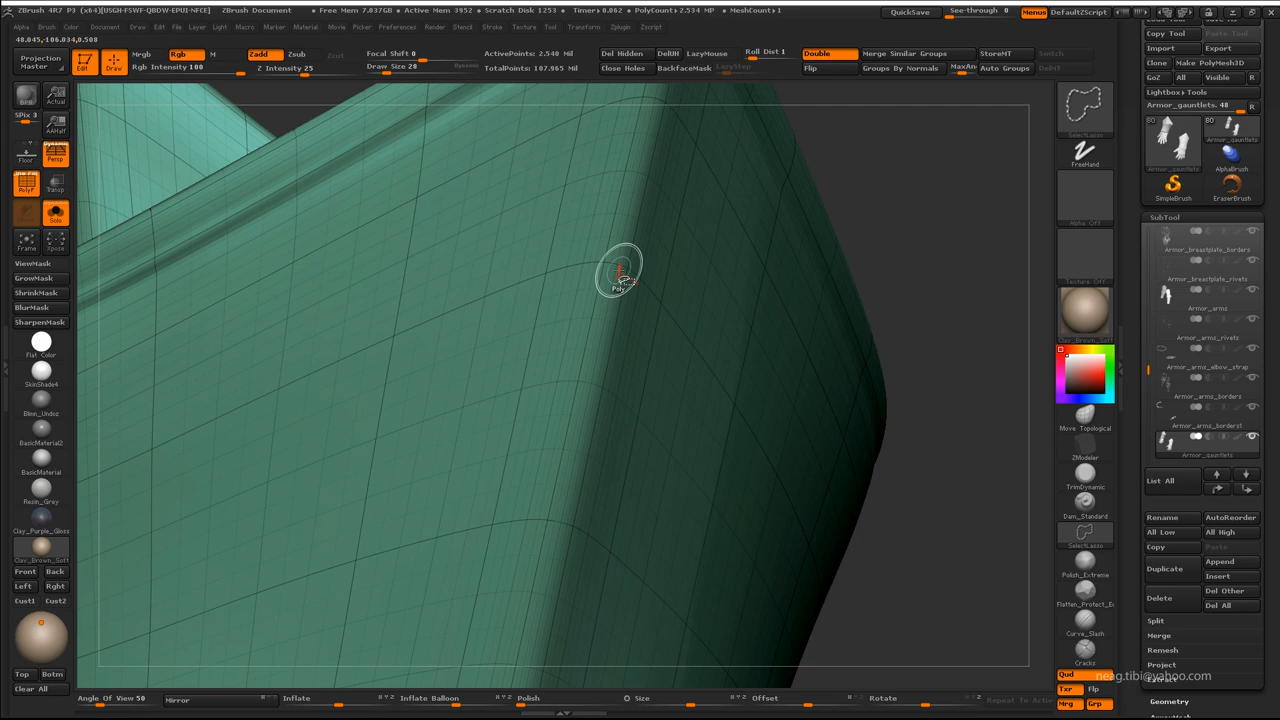 ZBrush 4R7 P3 (x64)[USGH-FSWF-QBDW-EPUI-NFCE] ZBrush Document • Free Mem 7.037GB • Active Mem 3952 • Scratch Disk 1253 • Timer▸0.062 • PolyCount▸2.534 MP • MeshCount▸1 QuickSave See-through 0 Menus DefaultZScript
Alpha Brush Color Document Draw Edit File Layer Light Macro Marker Material Movie Picker Preferences Render Stencil Stroke Texture Tool Transform Zplugin Zscript
48.045,-106.034,0.508
Projection Master
Edit Draw
Mrgb Rgb M
Rgb Intensity 100
Zadd Zsub Zcut
Z Intensity 25
Focal Shift 0
Draw Size 28 Dynamic
ActivePoints: 2.540 Mil
TotalPoints: 107.965 Mil
Del Hidden DelUH LazyMouse Roll Dist 1
Close Holes BackfaceMask LazyStep
Double Merge Similar Groups StoreMT Switch
Flip Groups By Normals MaxAn Auto Groups DelMT
Copy Tool
Import Export
Clone Make PolyMesh3D
GoZ All Visible R
Lightbox▸Tools
Armor_gauntlets. 48 R
80 80
Armor_gauntlets
Armor_gauntlets
AlphaBrush
SimpleBrush EraserBrush
SubTool
Armor_breastplate_borders
Armor_breastplate_rivets
Armor_arms
Armor_arms_rivets
Armor_arms_elbow_strap
Armor_arms_borders
Armor_arms_borders1
Armor_gauntlets
List All
Rename AutoReorder
All Low All High
Copy Paste
Duplicate Append
Insert
Delete Del Other
Del All
Split
Merge
Remesh
Project
Extract
Geometry
BPR Actual
SPix 3
AAHalf
Floor Dynamic
Persp
PolyF Transp
Solo
Frame Xpose
ViewMask
GrowMask
ShrinkMask
BlurMask
SharpenMask
Flat Color
SkinShade4
Blinn_Undoz
BasicMaterial2
BasicMaterial
Resin_Grey
Clay_Purple_Gloss
Clay_Brown_Soft
Front Back
Left Rght
Cust1 Cust2
Top Botm
Clear All
Poly
SelectLasso
FreeHand
Alpha Off
Texture Off
Clay_Brown_Soft
Move Topological
ZModeler
TrimDynamic
Dam_Standard
SelectLasso
Polish_Extreme
Flatten_Protect_Ed
Curve_Slash
Cracks
Qud
Txr Flp
Mrg Grp
neag.tibi@yahoo.com
Angle Of View 50 Mirror Inflate Inflate Balloon Polish Size Offset Rotate Repeat To Active